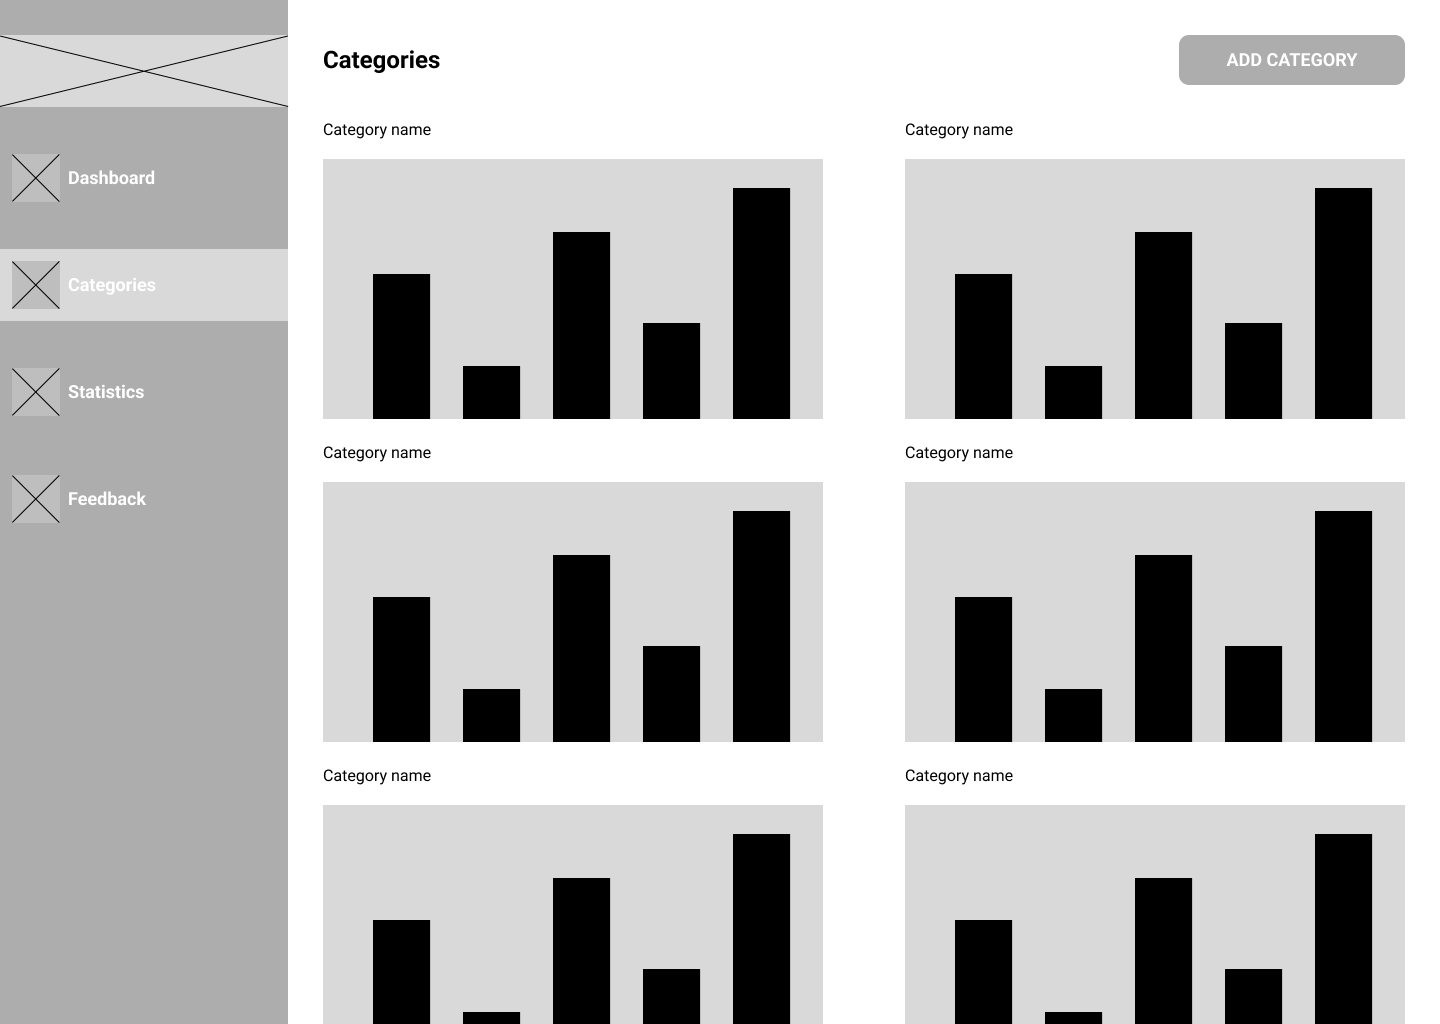 Dashboard
Categories
Statistics
Feedback
Categories
ADD CATEGORY
Category name
Category name
Category name
Category name
Category name
Category name